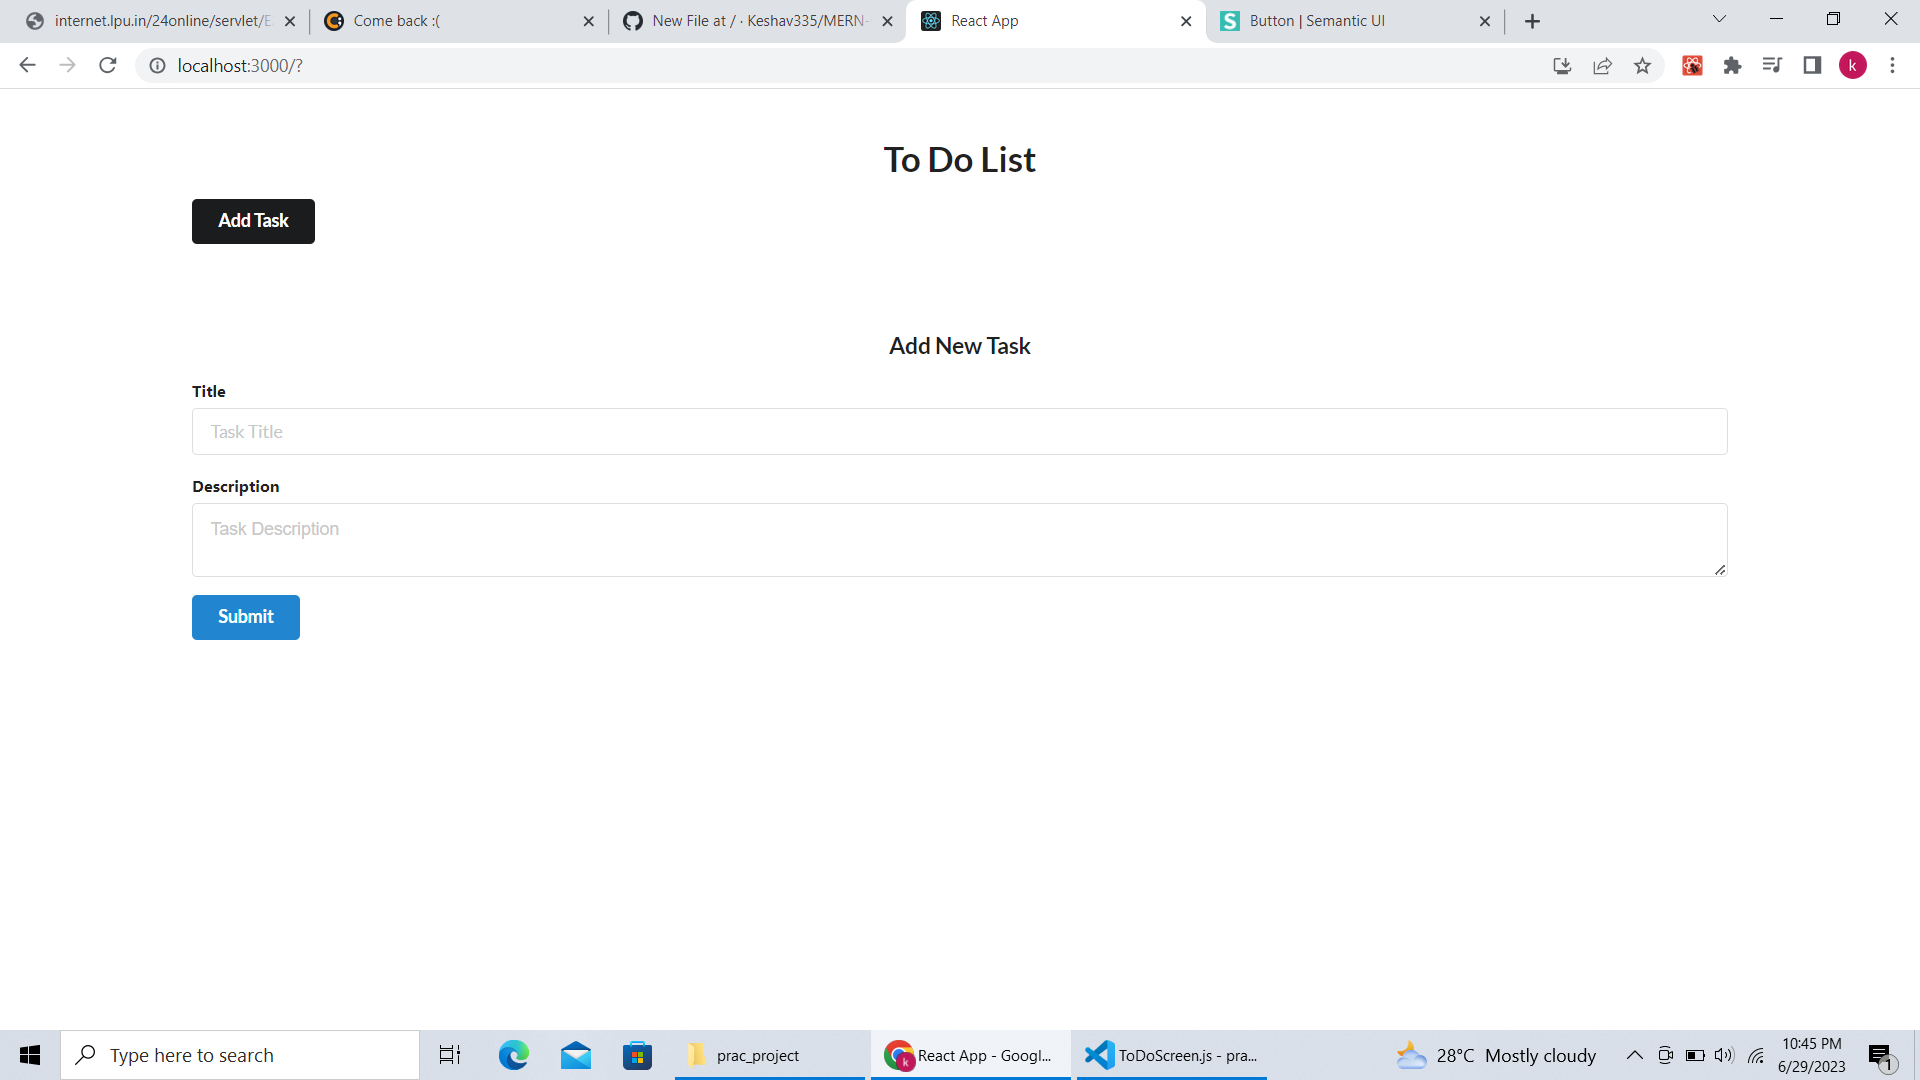 internet.lpu.in/24online/servlet/E
Come back :(
New File at / · Keshav335/MERN-
React App
Button | Semantic UI
localhost:3000/?
k
To Do List
Add Task
Add New Task
Title
Task Title
Description
Task Description
Submit
Type here to search
prac_project
k
React App - Googl...
ToDoScreen.js - pra...
28°C Mostly cloudy
10:45 PM
6/29/2023
1